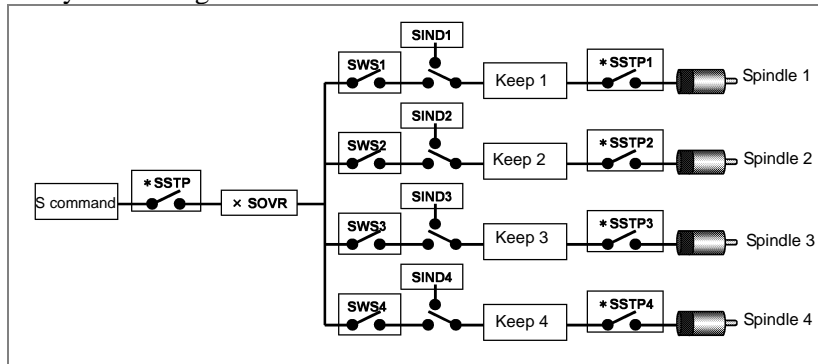 SIND1
SWS1
Keep 1
*SSTP1
Spindle 1
SIND2
SWS2
Keep 2
*SSTP2
Spindle 2
*SSTP
S command
× SOVR
SIND3
SWS3
Keep 3
*SSTP3
Spindle 3
SIND4
SWS4
Keep 4
*SSTP4
Spindle 4